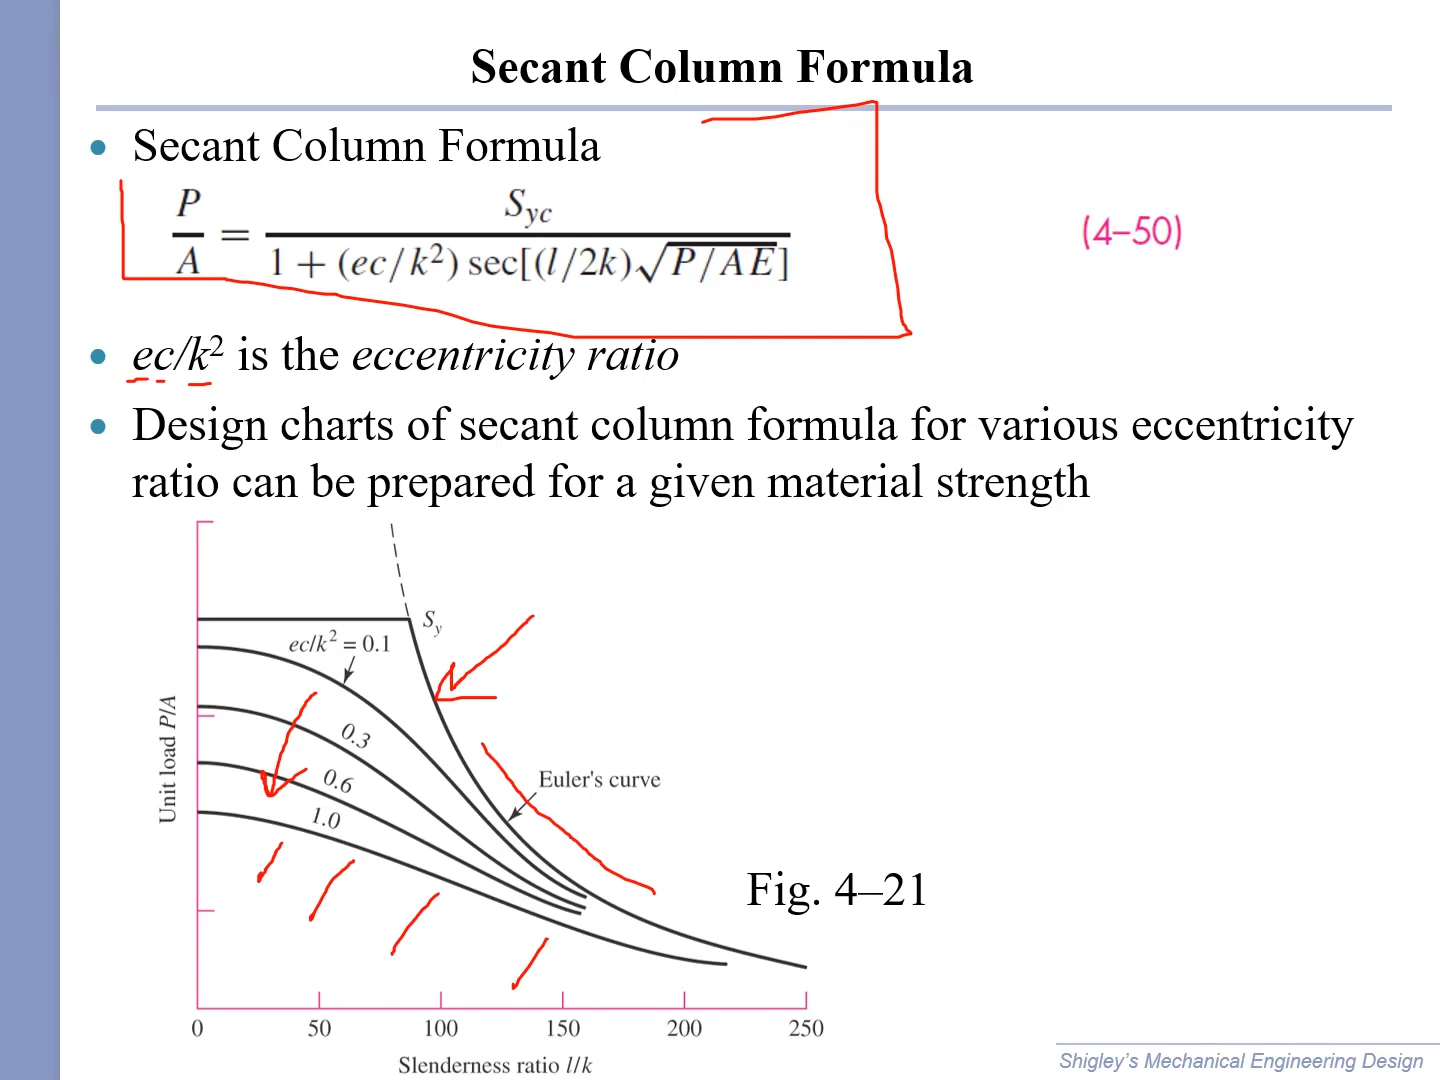 Secant Column Formula
• Secant Column Formula
P/A = S_yc / 1 + (ec/k²) sec[(l/2k)√P/AE] (4–50)
• ec/k² is the eccentricity ratio
• Design charts of secant column formula for various eccentricity
ratio can be prepared for a given material strength
S_y
ec/k² = 0.1
0.3
0.6
1.0
Euler's curve
Unit load P/A
Fig. 4–21
0 50 100 150 200 250
Slenderness ratio l/k
Shigley's Mechanical Engineering Design